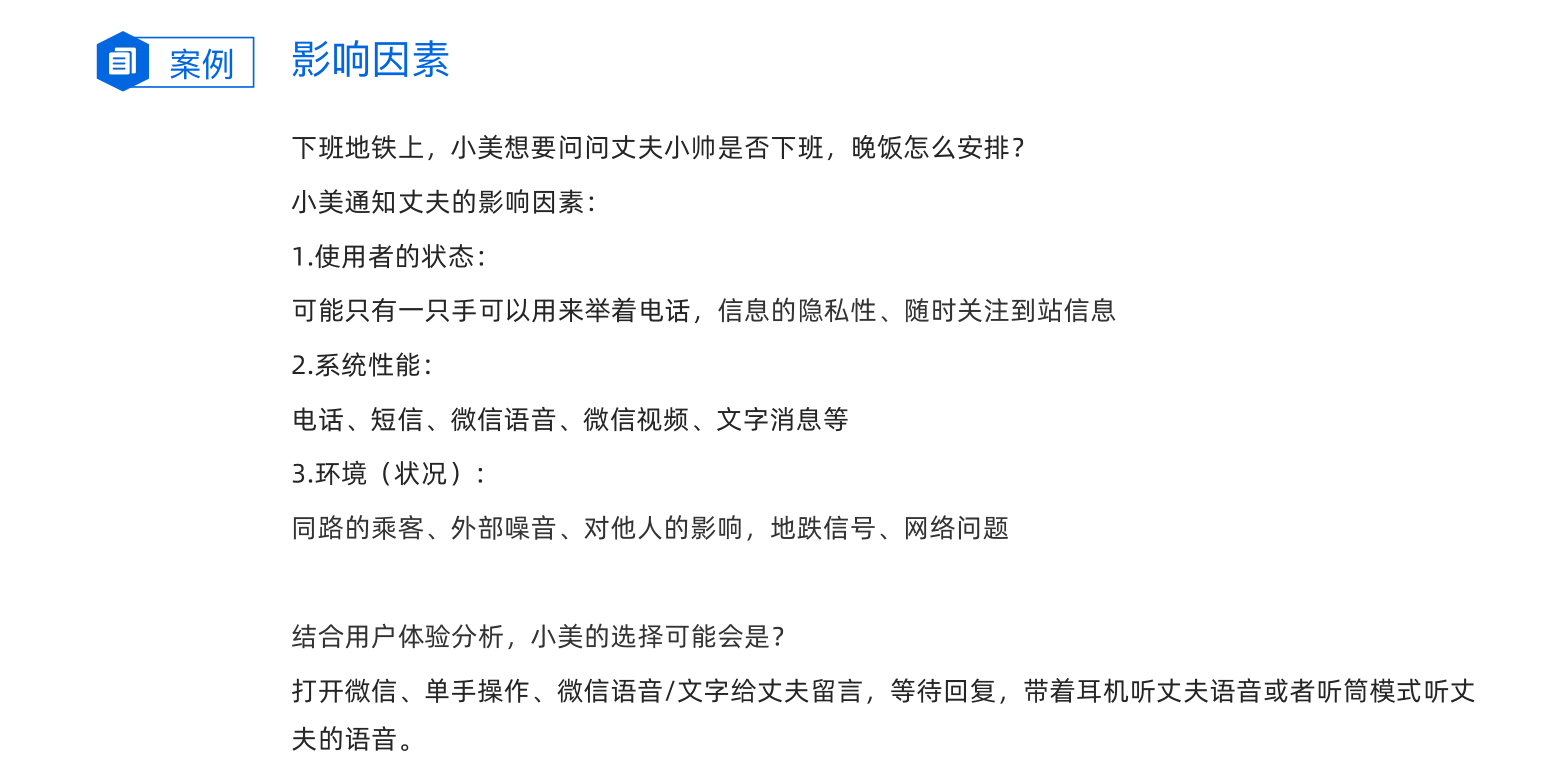 案例
影响因素
下班地铁上，小美想要问问丈夫小帅是否下班，晚饭怎么安排？
小美通知丈夫的影响因素：
1.使用者的状态：
可能只有一只手可以用来举着电话，信息的隐私性、随时关注到站信息
2.系统性能：
电话、短信、微信语音、微信视频、文字消息等
3.环境（状况）：
同路的乘客、外部噪音、对他人的影响，地跌信号、网络问题
结合用户体验分析，小美的选择可能会是？
打开微信、单手操作、微信语音/文字给丈夫留言，等待回复，带着耳机听丈夫语音或者听筒模式听丈
夫的语音。